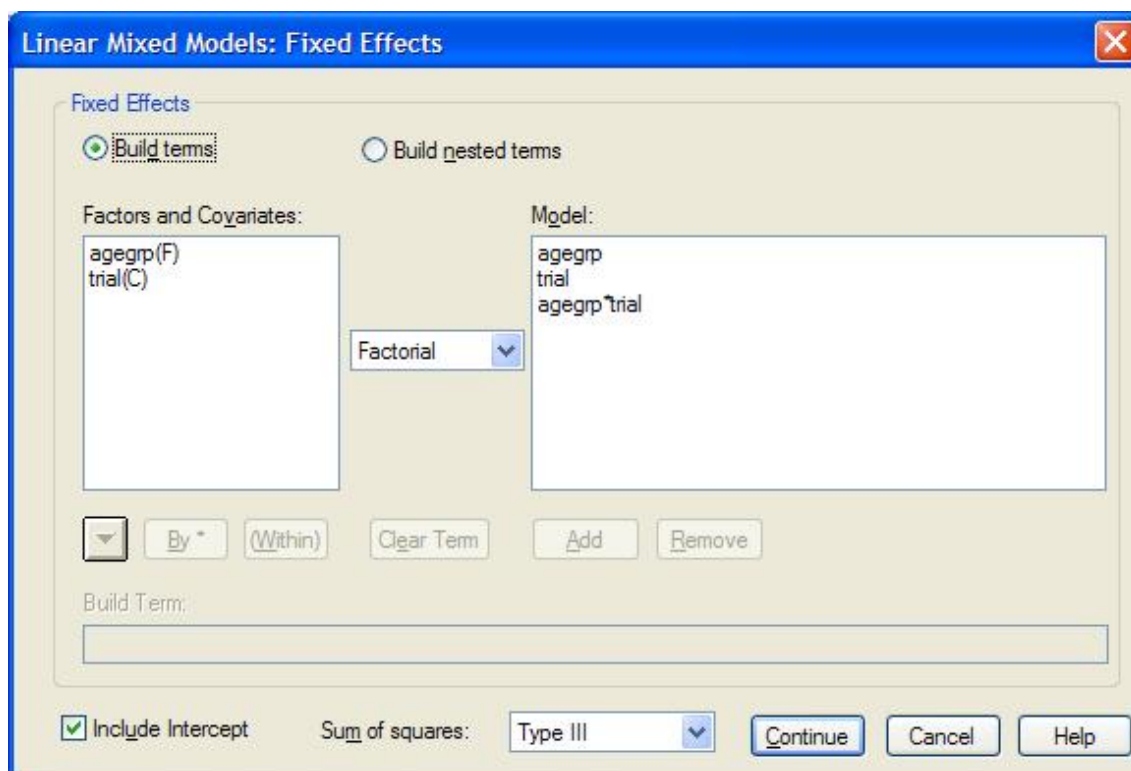 Linear Mixed Models: Fixed Effects
Fixed Effects
Build terms Build nested terms
Factors and Covariates: Model:
agegrp(F) agegrp
trial(C) trial
agegrp*trial
Factorial
By * (Within) Clear Term Add Remove
Build Term:
Include Intercept Sum of squares: Type III Continue Cancel Help